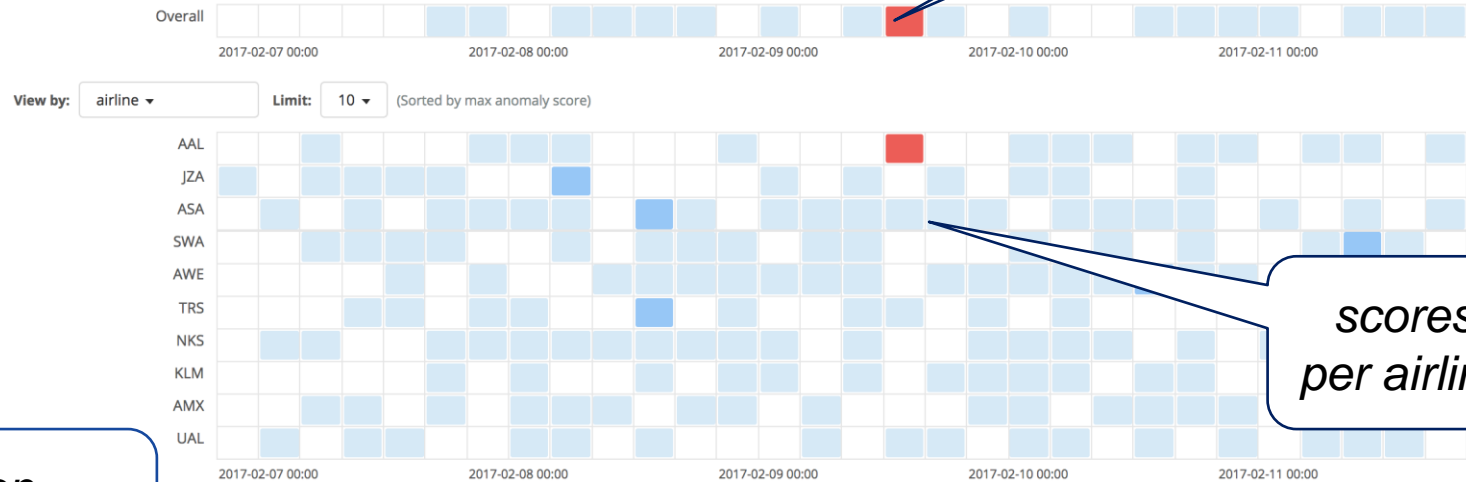 Overall
2017-02-07 00:00 2017-02-08 00:00 2017-02-09 00:00 2017-02-10 00:00 2017-02-11 00:00
View by: airline Limit: 10 (Sorted by max anomaly score)
AAL
JZA
ASA
SWA
AWE
TRS
NKS
KLM
AMX
UAL
2017-02-07 00:00 2017-02-08 00:00 2017-02-09 00:00 2017-02-10 00:00 2017-02-11 00:00
scores
per